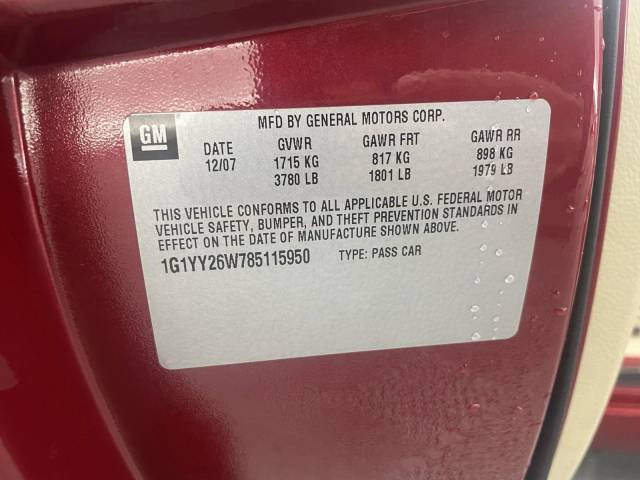 GM
MFD BY GENERAL MOTORS CORP.
DATE GVWR GAWR FRT GAWR RR
12/07 1715 KG 817 KG 898 KG
3780 LB 1801 LB 1979 LB
THIS VEHICLE CONFORMS TO ALL APPLICABLE U.S. FEDERAL MOTOR
VEHICLE SAFETY, BUMPER, AND THEFT PREVENTION STANDARDS IN
EFFECT ON THE DATE OF MANUFACTURE SHOWN ABOVE.
1G1YY26W785115950 TYPE: PASS CAR